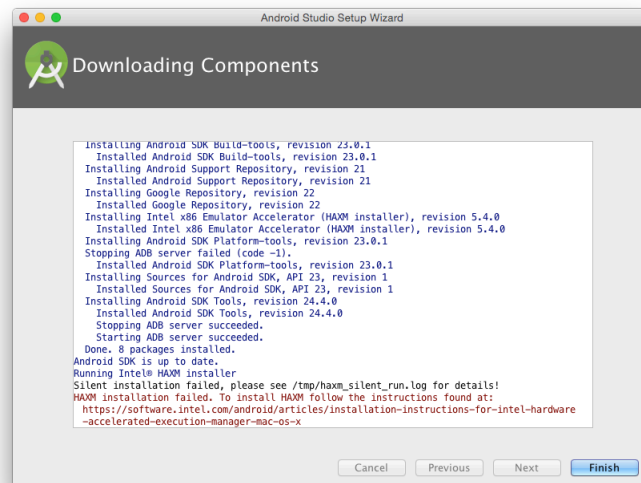 Android Studio Setup Wizard
Downloading Components
Installing Android SDK Build-tools, revision 23.0.1
Installed Android SDK Build-tools, revision 23.0.1
Installing Android Support Repository, revision 21
Installed Android Support Repository, revision 21
Installing Google Repository, revision 22
Installed Google Repository, revision 22
Installing Intel x86 Emulator Accelerator (HAXM installer), revision 5.4.0
Installed Intel x86 Emulator Accelerator (HAXM installer), revision 5.4.0
Installing Android SDK Platform-tools, revision 23.0.1
Stopping ADB server failed (code -1).
Installed Android SDK Platform-tools, revision 23.0.1
Installing Sources for Android SDK, API 23, revision 1
Installed Sources for Android SDK, API 23, revision 1
Installing Android SDK Tools, revision 24.4.0
Installed Android SDK Tools, revision 24.4.0
Stopping ADB server succeeded.
Starting ADB server succeeded.
Done. 8 packages installed.
Android SDK is up to date.
Running Intel® HAXM installer
Silent installation failed, please see /tmp/haxm_silent_run.log for details!
HAXM installation failed. To install HAXM follow the instructions found at:
https://software.intel.com/android/articles/installation-instructions-for-intel-hardware
-accelerated-execution-manager-mac-os-x
Cancel Previous Next Finish